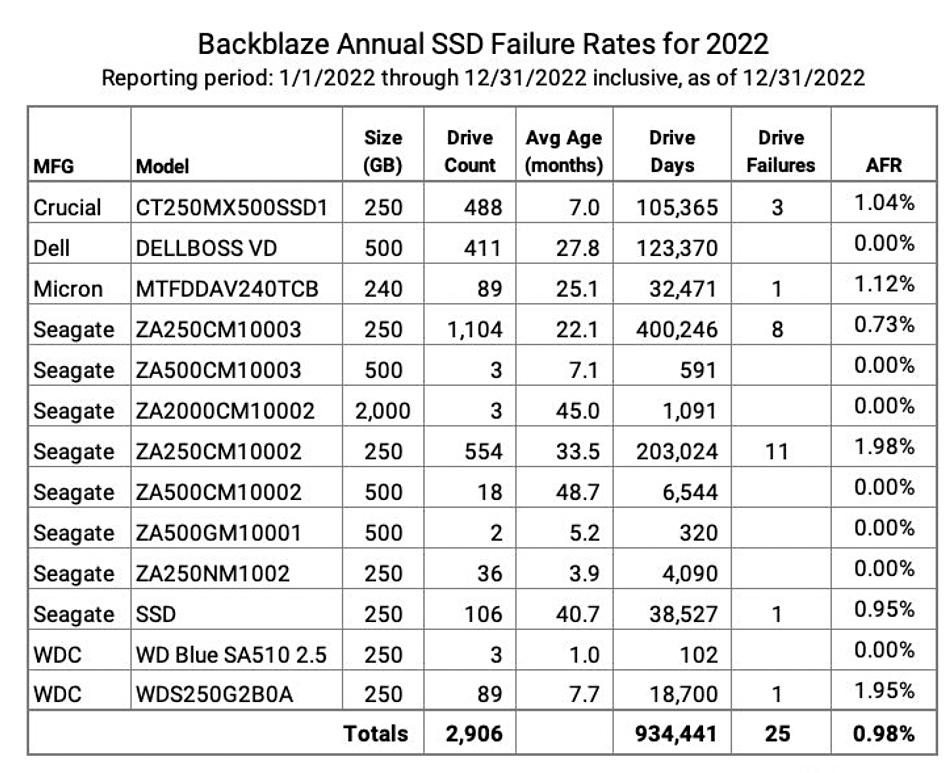 Backblaze Annual SSD Failure Rates for 2022
Reporting period: 1/1/2022 through 12/31/2022 inclusive, as of 12/31/2022
MFG Model Size (GB) Drive Count Avg Age (months) Drive Days Drive Failures AFR
Crucial CT250MX500SSD1 250 488 7.0 105,365 3 1.04%
Dell DELLBOSS VD 500 411 27.8 123,370 0.00%
Micron MTFDDAV240TCB 240 89 25.1 32,471 1 1.12%
Seagate ZA250CM10003 250 1,104 22.1 400,246 8 0.73%
Seagate ZA500CM10003 500 3 7.1 591 0.00%
Seagate ZA2000CM10002 2,000 3 45.0 1,091 0.00%
Seagate ZA250CM10002 250 554 33.5 203,024 11 1.98%
Seagate ZA500CM10002 500 18 48.7 6,544 0.00%
Seagate ZA500GM10001 500 2 5.2 320 0.00%
Seagate ZA250NM1002 250 36 3.9 4,090 0.00%
Seagate SSD 250 106 40.7 38,527 1 0.95%
WDC WD Blue SA510 2.5 250 3 1.0 102 0.00%
WDC WDS250G2B0A 250 89 7.7 18,700 1 1.95%
Totals 2,906 934,441 25 0.98%